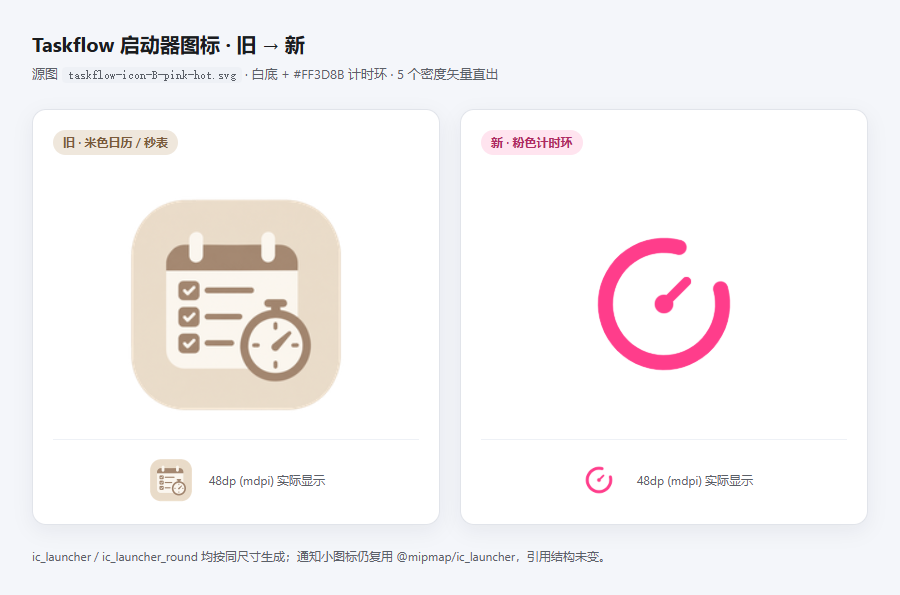 Taskflow 启动器图标 · 旧 → 新
源图 taskflow-icon-B-pink-hot.svg · 白底 + #FF3D8B 计时环 · 5 个密度矢量直出
旧 · 米色日历 / 秒表
新 · 粉色计时环
48dp (mdpi) 实际显示
48dp (mdpi) 实际显示
ic_launcher / ic_launcher_round 均按同尺寸生成；通知小图标仍复用 @mipmap/ic_launcher，引用结构未变。